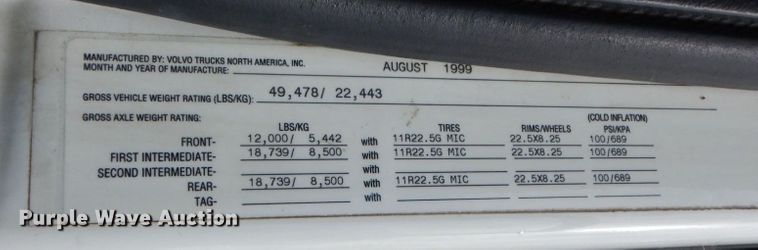 MANUFACTURED BY: VOLVO TRUCKS NORTH AMERICA, INC.
MONTH AND YEAR OF MANUFACTURE: AUGUST 1999
GROSS VEHICLE WEIGHT RATING (LBS/KG): 49,478/ 22,443
GROSS AXLE WEIGHT RATING: (COLD INFLATION)
LBS/KG TIRES RIMS/WHEELS PSI/KPA
FRONT- 12,000/ 5,442 with 11R22.5G MIC 22.5X8.25 100/689
FIRST INTERMEDIATE- 18,739/ 8,500 with 11R22.5G MIC 22.5X8.25 100/689
SECOND INTERMEDIATE- with
REAR- 18,739/ 8,500 with 11R22.5G MIC 22.5X8.25 100/689
TAG- with
Purple Wave Auction